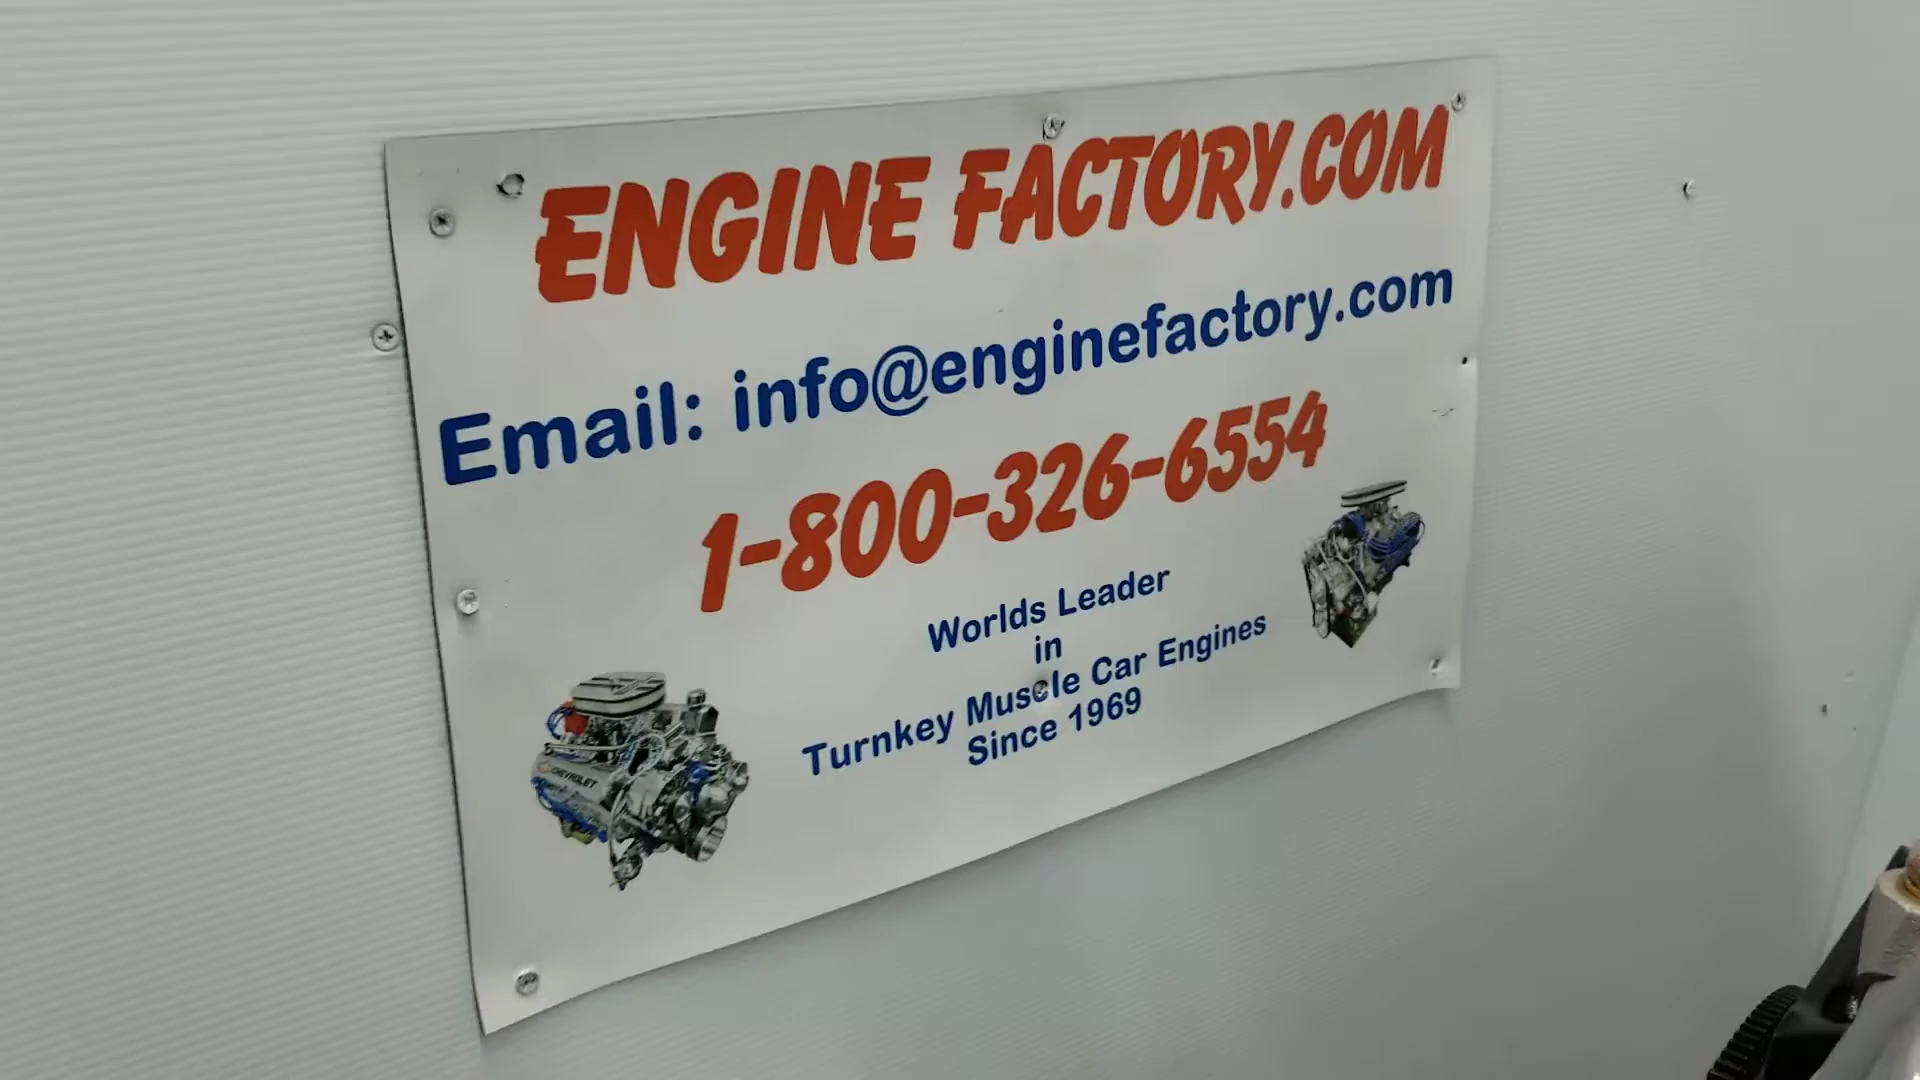 ENGINE FACTORY.COM
Email: info@enginefactory.com
1-800-326-6554
Worlds Leader
in
Turnkey Muscle Car Engines
Since 1969
CHEVROLET